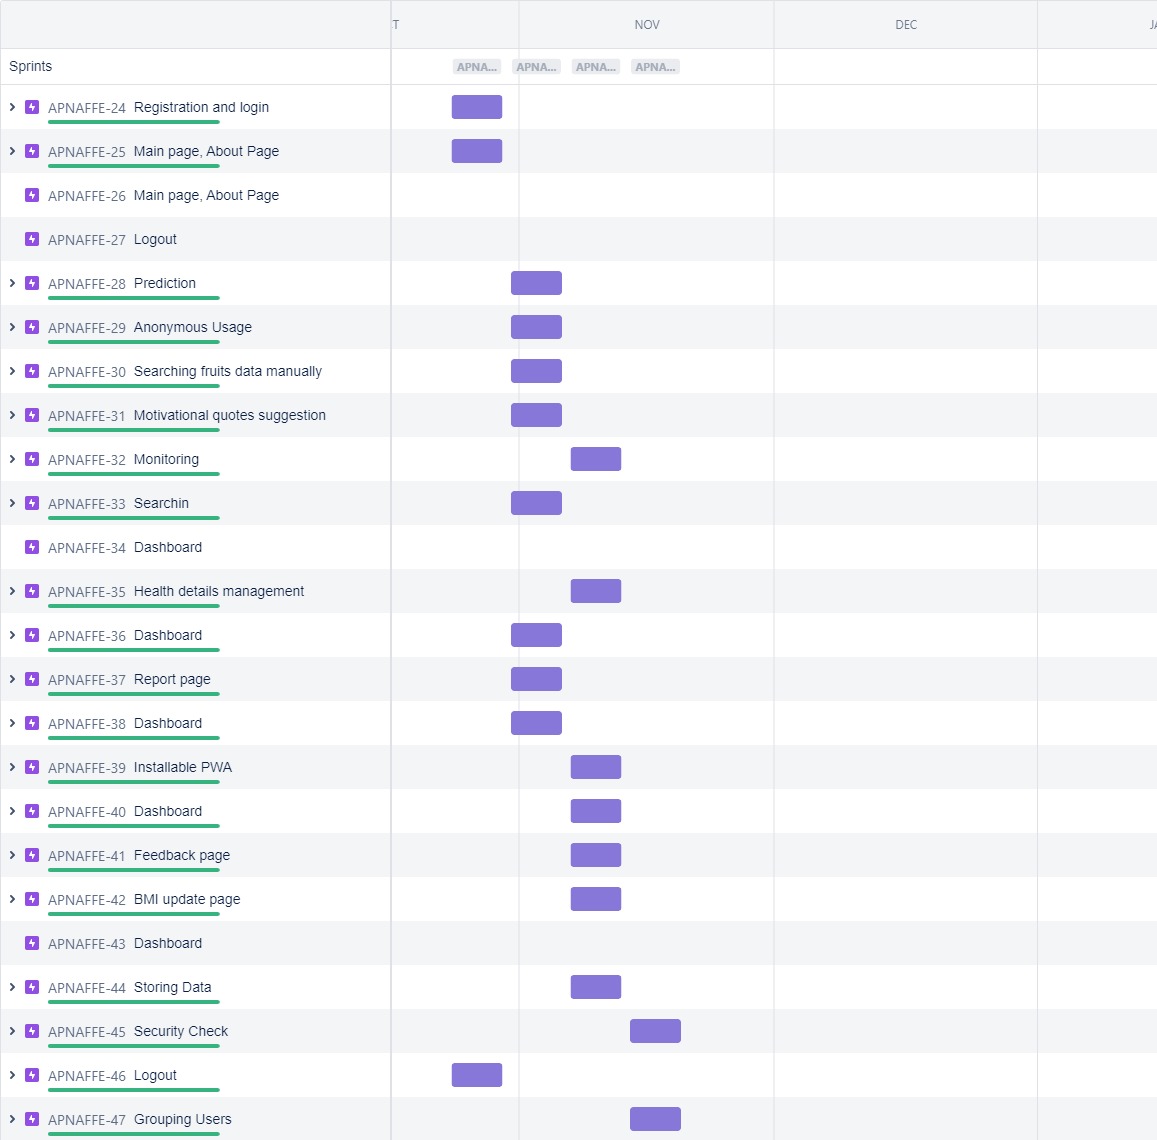 T NOV DEC JA
Sprints APNA... APNA... APNA... APNA...
APNAFFE-24 Registration and login
APNAFFE-25 Main page, About Page
APNAFFE-26 Main page, About Page
APNAFFE-27 Logout
APNAFFE-28 Prediction
APNAFFE-29 Anonymous Usage
APNAFFE-30 Searching fruits data manually
APNAFFE-31 Motivational quotes suggestion
APNAFFE-32 Monitoring
APNAFFE-33 Searchin
APNAFFE-34 Dashboard
APNAFFE-35 Health details management
APNAFFE-36 Dashboard
APNAFFE-37 Report page
APNAFFE-38 Dashboard
APNAFFE-39 Installable PWA
APNAFFE-40 Dashboard
APNAFFE-41 Feedback page
APNAFFE-42 BMI update page
APNAFFE-43 Dashboard
APNAFFE-44 Storing Data
APNAFFE-45 Security Check
APNAFFE-46 Logout
APNAFFE-47 Grouping Users